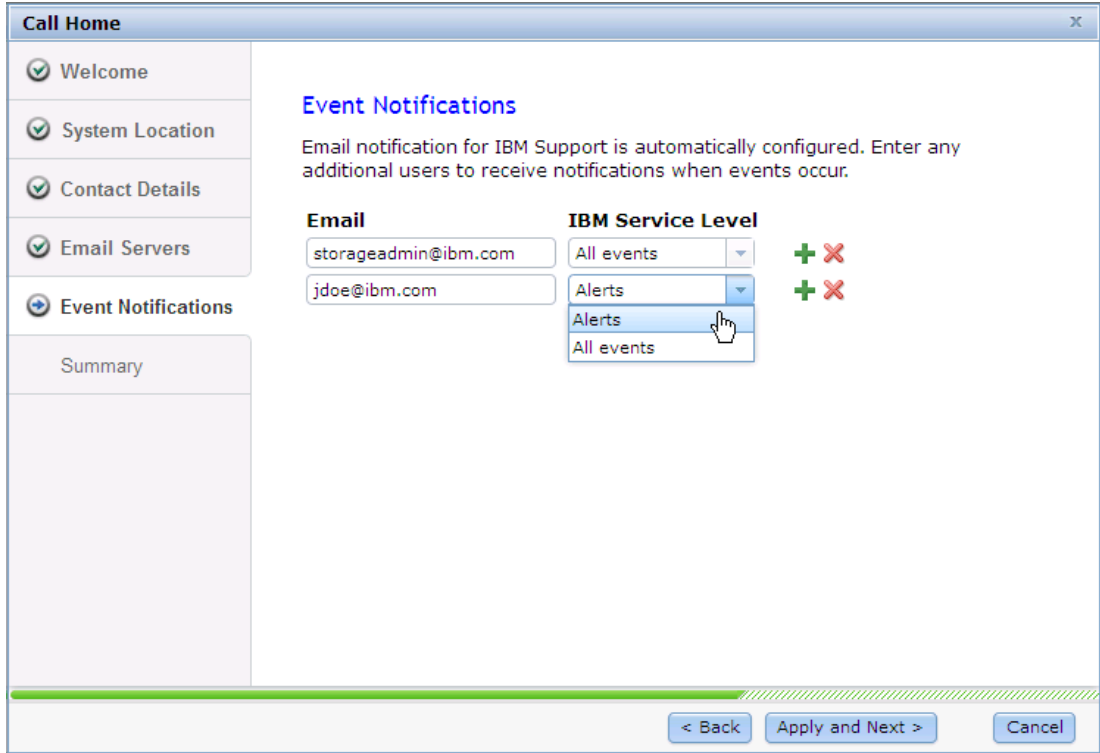 Call Home
x
Welcome
System Location
Contact Details
Email Servers
Event Notifications
Summary
Event Notifications
Email notification for IBM Support is automatically configured. Enter any
additional users to receive notifications when events occur.
Email IBM Service Level
storageadmin@ibm.com All events
jdoe@ibm.com Alerts
Alerts
All events
< Back Apply and Next > Cancel